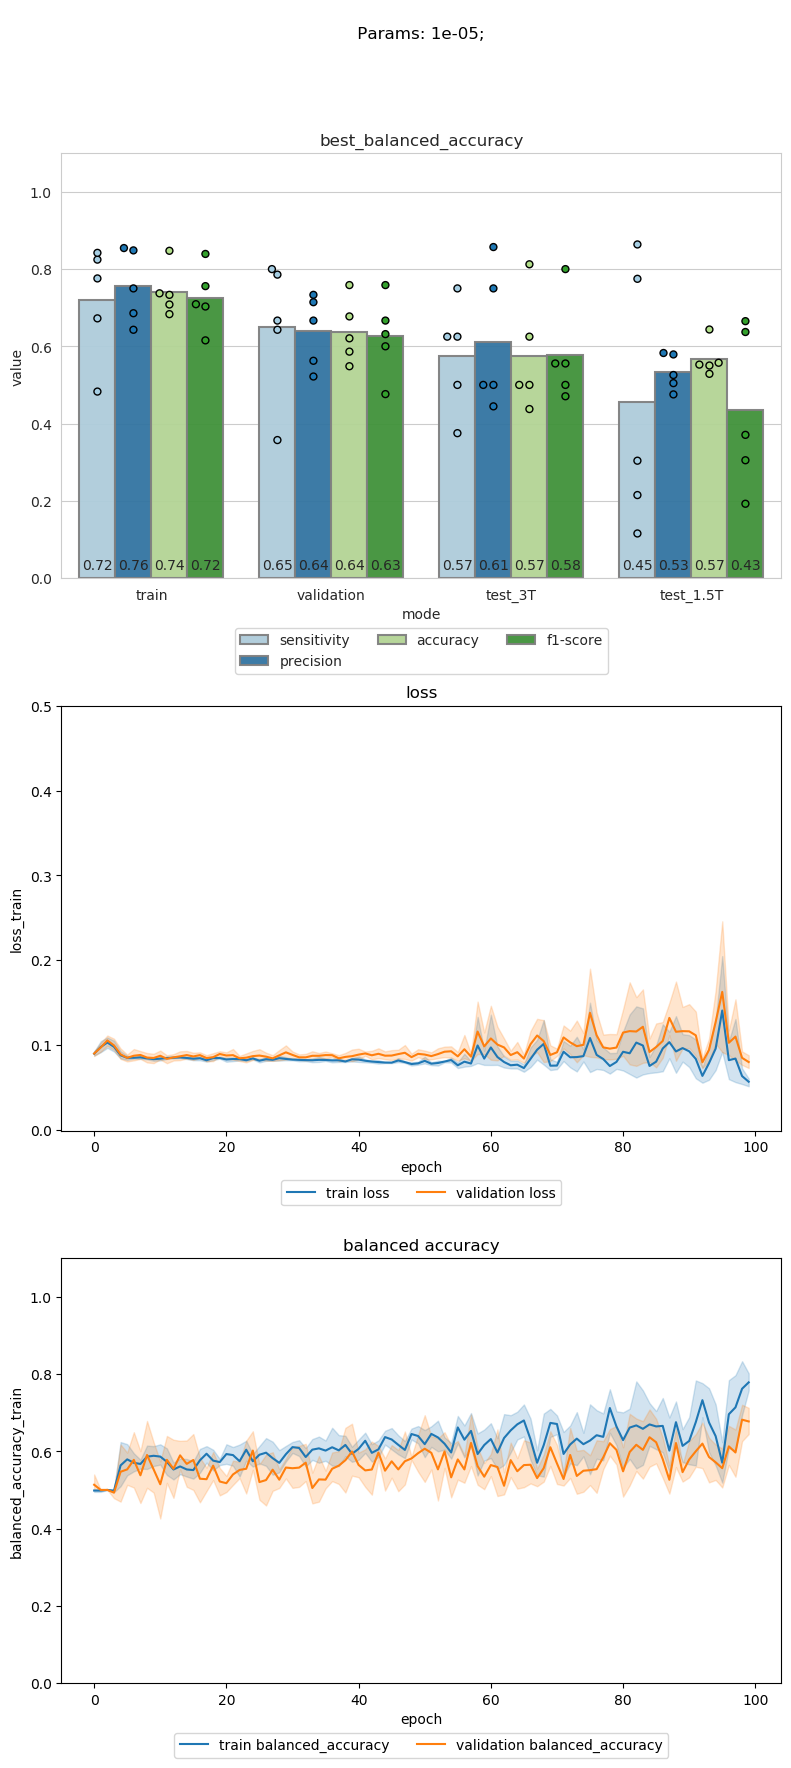 Params: 1e-05;
best_balanced_accuracy
value
1.0
0.8
0.6
0.4
0.2
0.0
0.72 0.76 0.74 0.72 0.65 0.64 0.64 0.63 0.57 0.61 0.57 0.58 0.45 0.53 0.57 0.43
train validation test_3T test_1.5T
mode
sensitivity accuracy f1-score
precision
loss
loss_train
0.5
0.4
0.3
0.2
0.1
0.0
0 20 40 60 80 100
epoch
train loss validation loss
balanced accuracy
balanced_accuracy_train
1.0
0.8
0.6
0.4
0.2
0.0
0 20 40 60 80 100
epoch
train balanced_accuracy validation balanced_accuracy